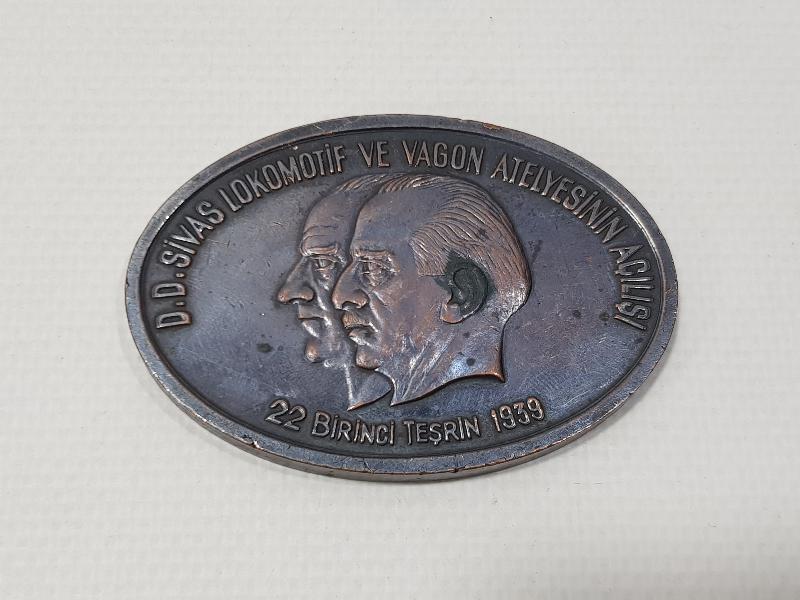 D.D.SİVAS LOKOMOTİF VE VAGON ATELYESİNİN AÇILIŞI
22 BİRİNCİ TEŞRİN 1939